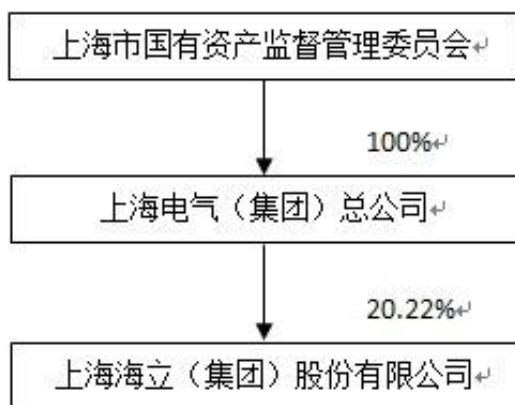 上海市国有资产监督管理委员会
100%
上海电气（集团）总公司
20.22%
上海海立（集团）股份有限公司